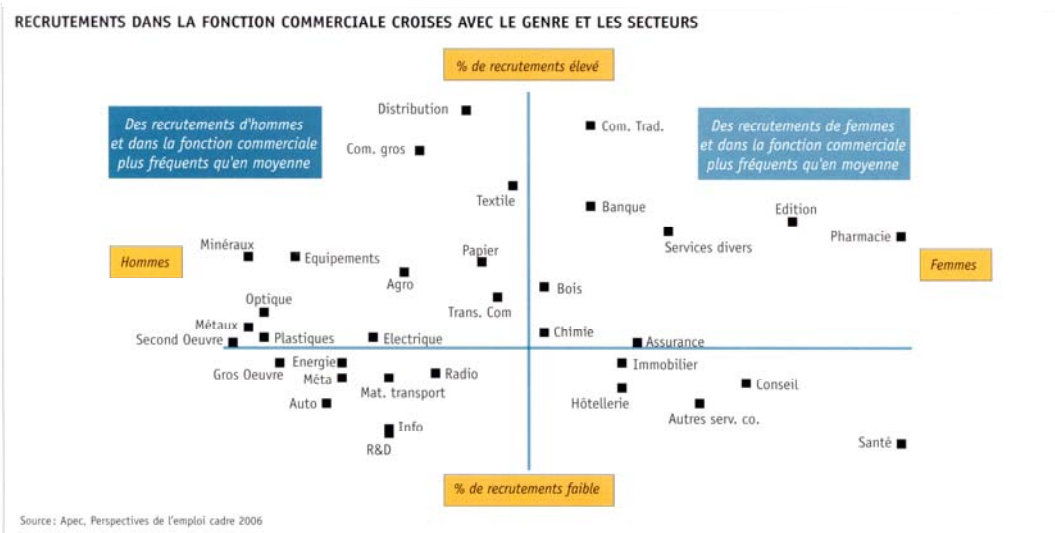 RECRUTEMENTS DANS LA FONCTION COMMERCIALE CROISES AVEC LE GENRE ET LES SECTEURS
% de recrutements élevé
Des recrutements d'hommes
et dans la fonction commerciale
plus fréquents qu'en moyenne
Des recrutements de femmes
et dans la fonction commerciale
plus fréquents qu'en moyenne
Distribution
Com. Trad.
Com. gros
Textile
Banque
Edition
Services divers
Pharmacie
Minéraux
Equipements
Papier
Hommes
Femmes
Agro
Bois
Optique
Trans. Com
Métaux
Second Oeuvre
Plastiques
Electrique
Chimie
Assurance
Gros Oeuvre
Energie
Immobilier
Méta
Mat. transport
Radio
Conseil
Auto
Hôtellerie
Autres serv. co.
Info
R&D
Santé
% de recrutements faible
Source: Apec, Perspectives de l'emploi cadre 2006